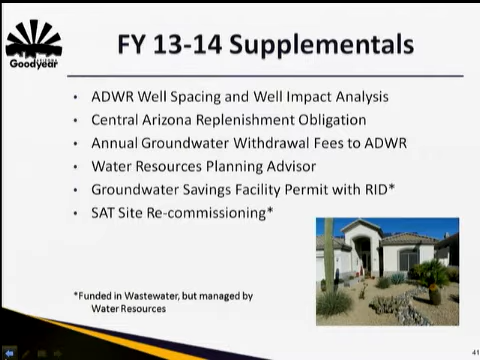 FY 13-14 Supplementals
ARIZONA
Goodyear
• ADWR Well Spacing and Well Impact Analysis
• Central Arizona Replenishment Obligation
• Annual Groundwater Withdrawal Fees to ADWR
• Water Resources Planning Advisor
• Groundwater Savings Facility Permit with RID*
• SAT Site Re-commissioning*
*Funded in Wastewater, but managed by
Water Resources
41